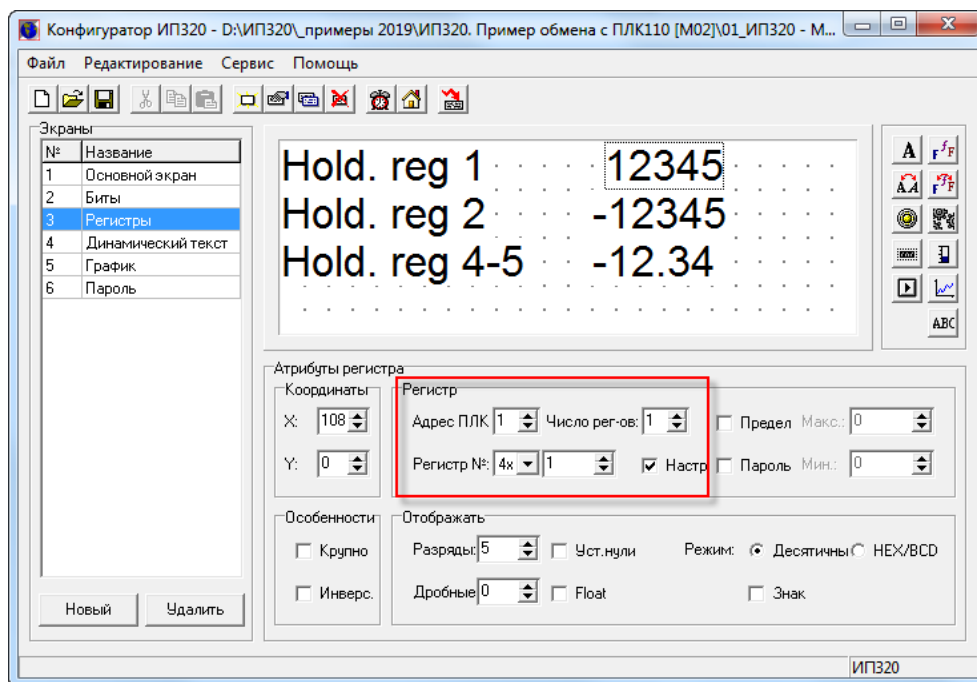 Конфигуратор ИП320 - D:\ИП320\_примеры 2019\ИП320. Пример обмена с ПЛК110 [M02]\01_ИП320 - M...
Файл Редактирование Сервис Помощь
Экраны
№ Название
1 Основной экран
2 Биты
3 Регистры
4 Динамический текст
5 График
6 Пароль
Новый Удалить
Hold. reg 1 12345
Hold. reg 2 -12345
Hold. reg 4-5 -12.34
A FfF
AA FF
ABC
Атрибуты регистра
Координаты
X: 108
Y: 0
Регистр
Адрес ПЛК 1 Число рег-ов: 1
Регистр №: 4x 1 Настр
Предел Макс.: 0
Пароль Мин.: 0
Особенности
Крупно
Инверс.
Отображать
Разряды: 5 Уст.нули Режим: Десятичны HEX/BCD
Дробные 0 Float Знак
ИП320